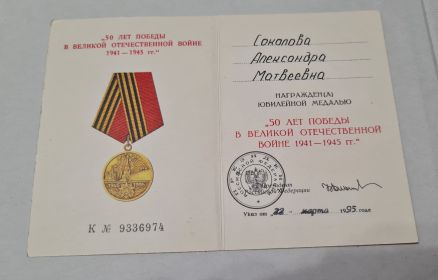 „50 ЛЕТ ПОБЕДЫ
В ВЕЛИКОЙ ОТЕЧЕСТВЕННОЙ ВОЙНЕ
1941—1945 гг.“
К № 9336974
Соколова
Александра
Матвеевна
НАГРАЖДЕН(А)
ЮБИЛЕЙНОЙ МЕДАЛЬЮ
„50 ЛЕТ ПОБЕДЫ
В ВЕЛИКОЙ ОТЕЧЕСТВЕННОЙ
ВОЙНЕ 1941—1945 гг.“
Федерации
Указ от 22 марта 1995 года